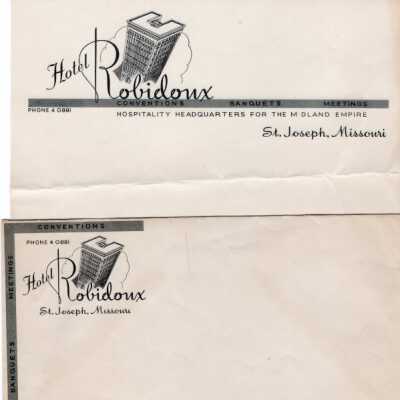 Hotel Robidoux
PHONE 4 0881
CONVENTIONS BANQUETS MEETINGS
HOSPITALITY HEADQUARTERS FOR THE M DLAND EMPIRE
St. Joseph, Missouri
CONVENTIONS
PHONE 4 0881
MEETINGS
Hotel Robidoux
St. Joseph, Missouri
BANQUETS